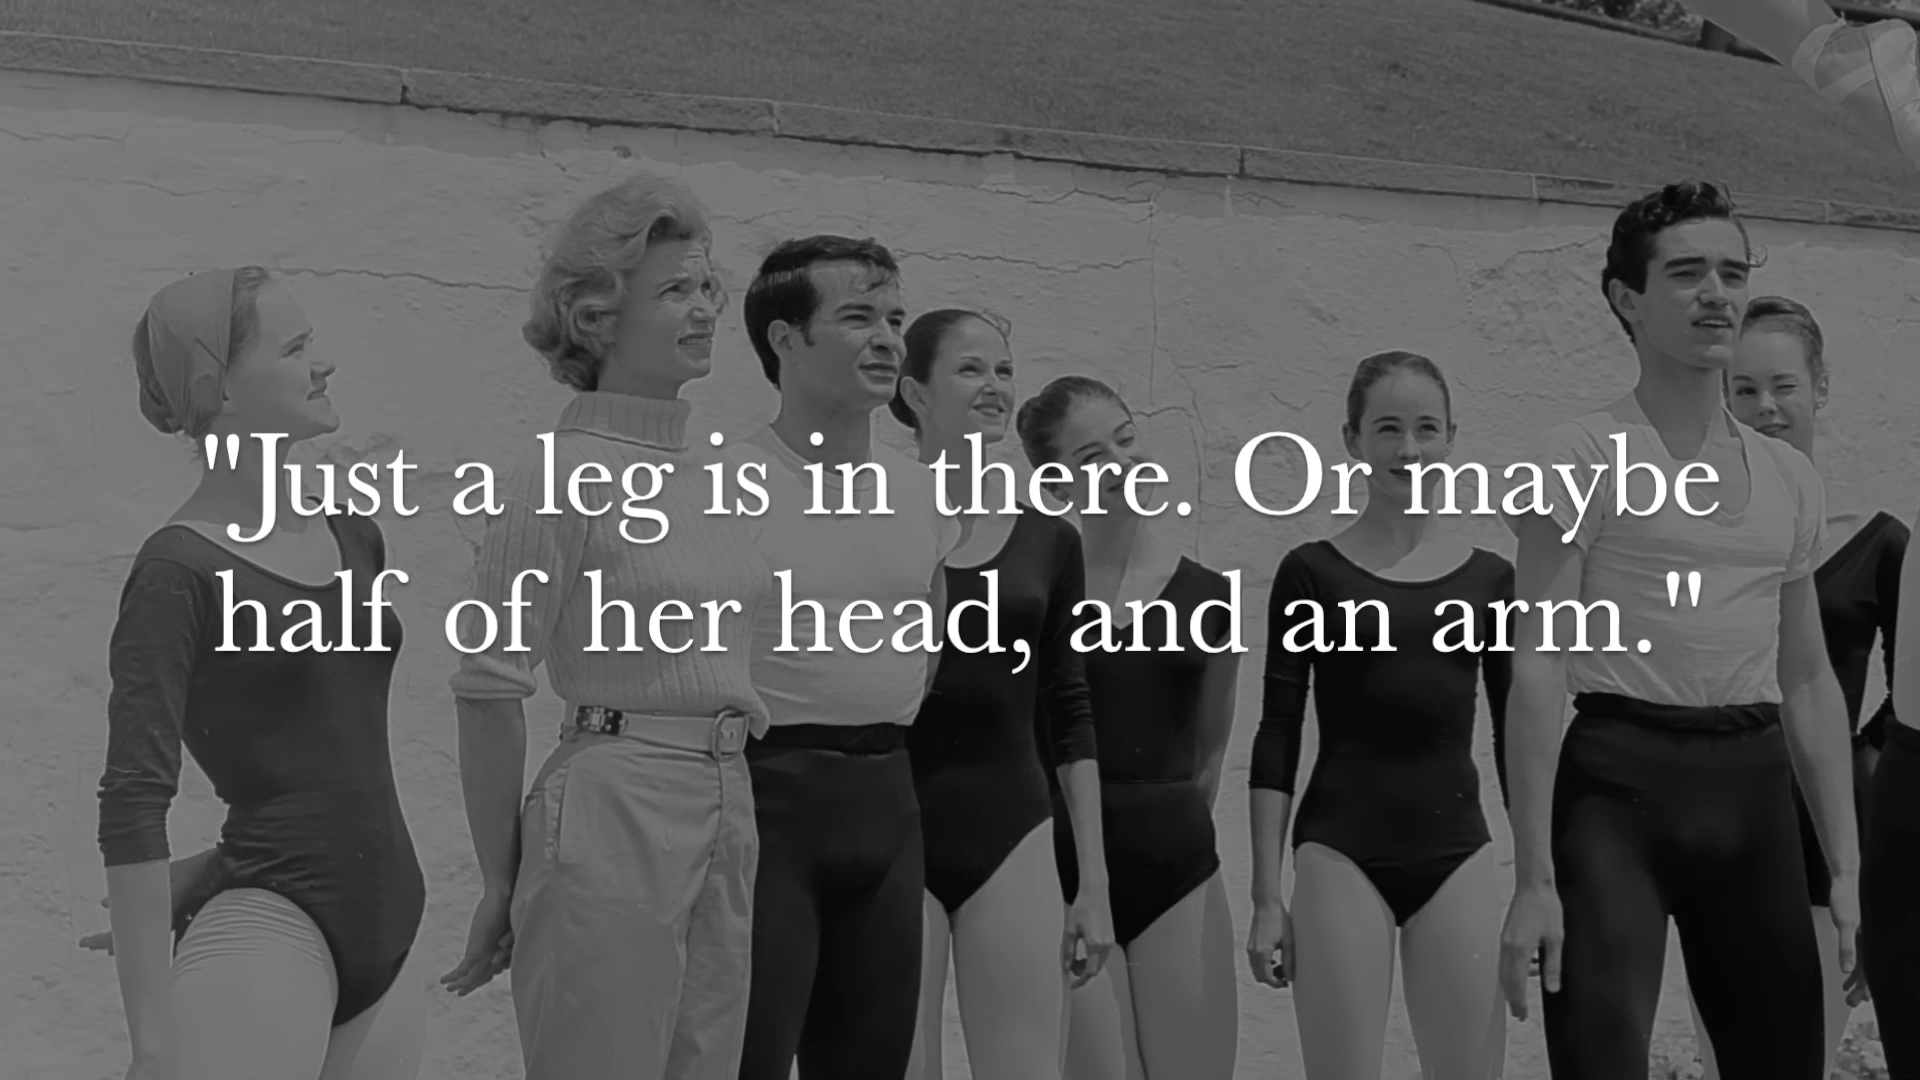 "Just a leg is in there. Or maybe
half of her head, and an arm."